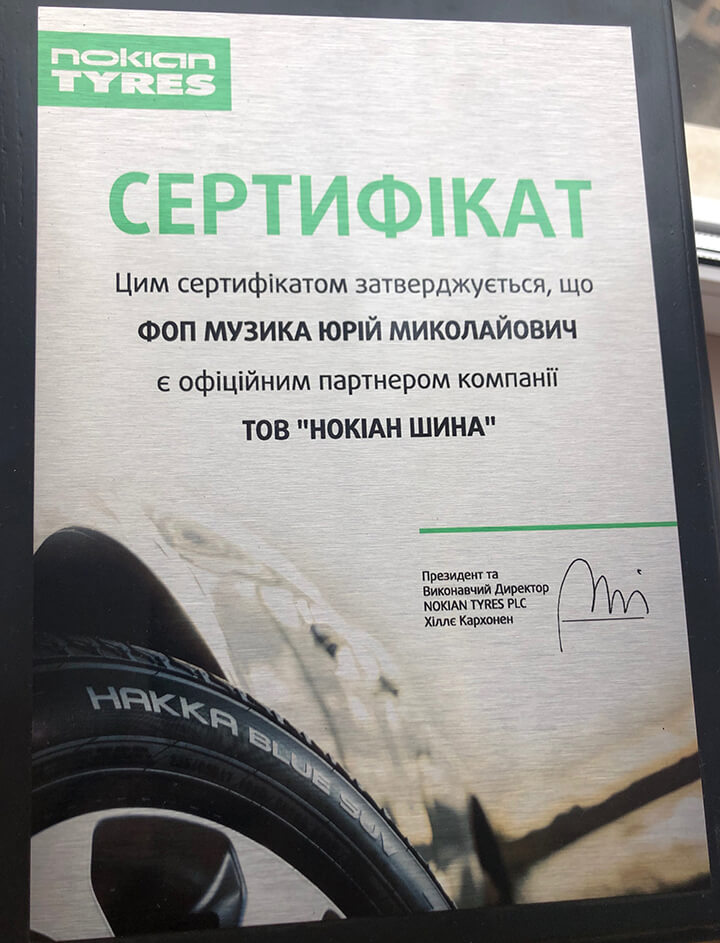 nokian
TYRES
СЕРТИФІКАТ
Цим сертифікатом затверджується, що
ФОП МУЗИКА ЮРІЙ МИКОЛАЙОВИЧ
є офіційним партнером компанії
ТОВ "НОКІАН ШИНА"
Президент та
Виконавчий Директор
NOKIAN TYRES PLC
Хіллє Кархонен
HAKKA BLUE SUV